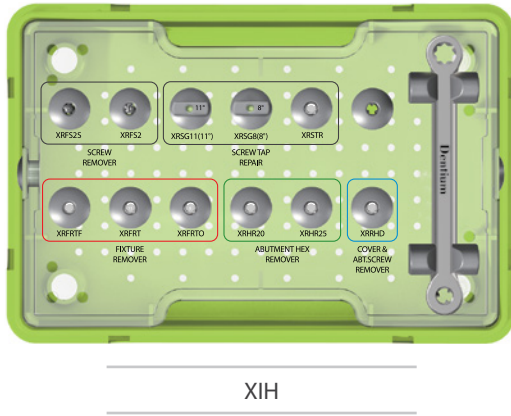 11° 8°
XRFS2S XRFS2 XRSG11(11°) XRSG8(8°) XRSTR
SCREW
REMOVER
SCREW TAP
REPAIR
Dentium
XRFRTF XRFRT XRFRTO XRHR20 XRHR25 XRRHD
FIXTURE
REMOVER
ABUTMENT HEX
REMOVER
COVER &
ABT.SCREW
REMOVER
XIH